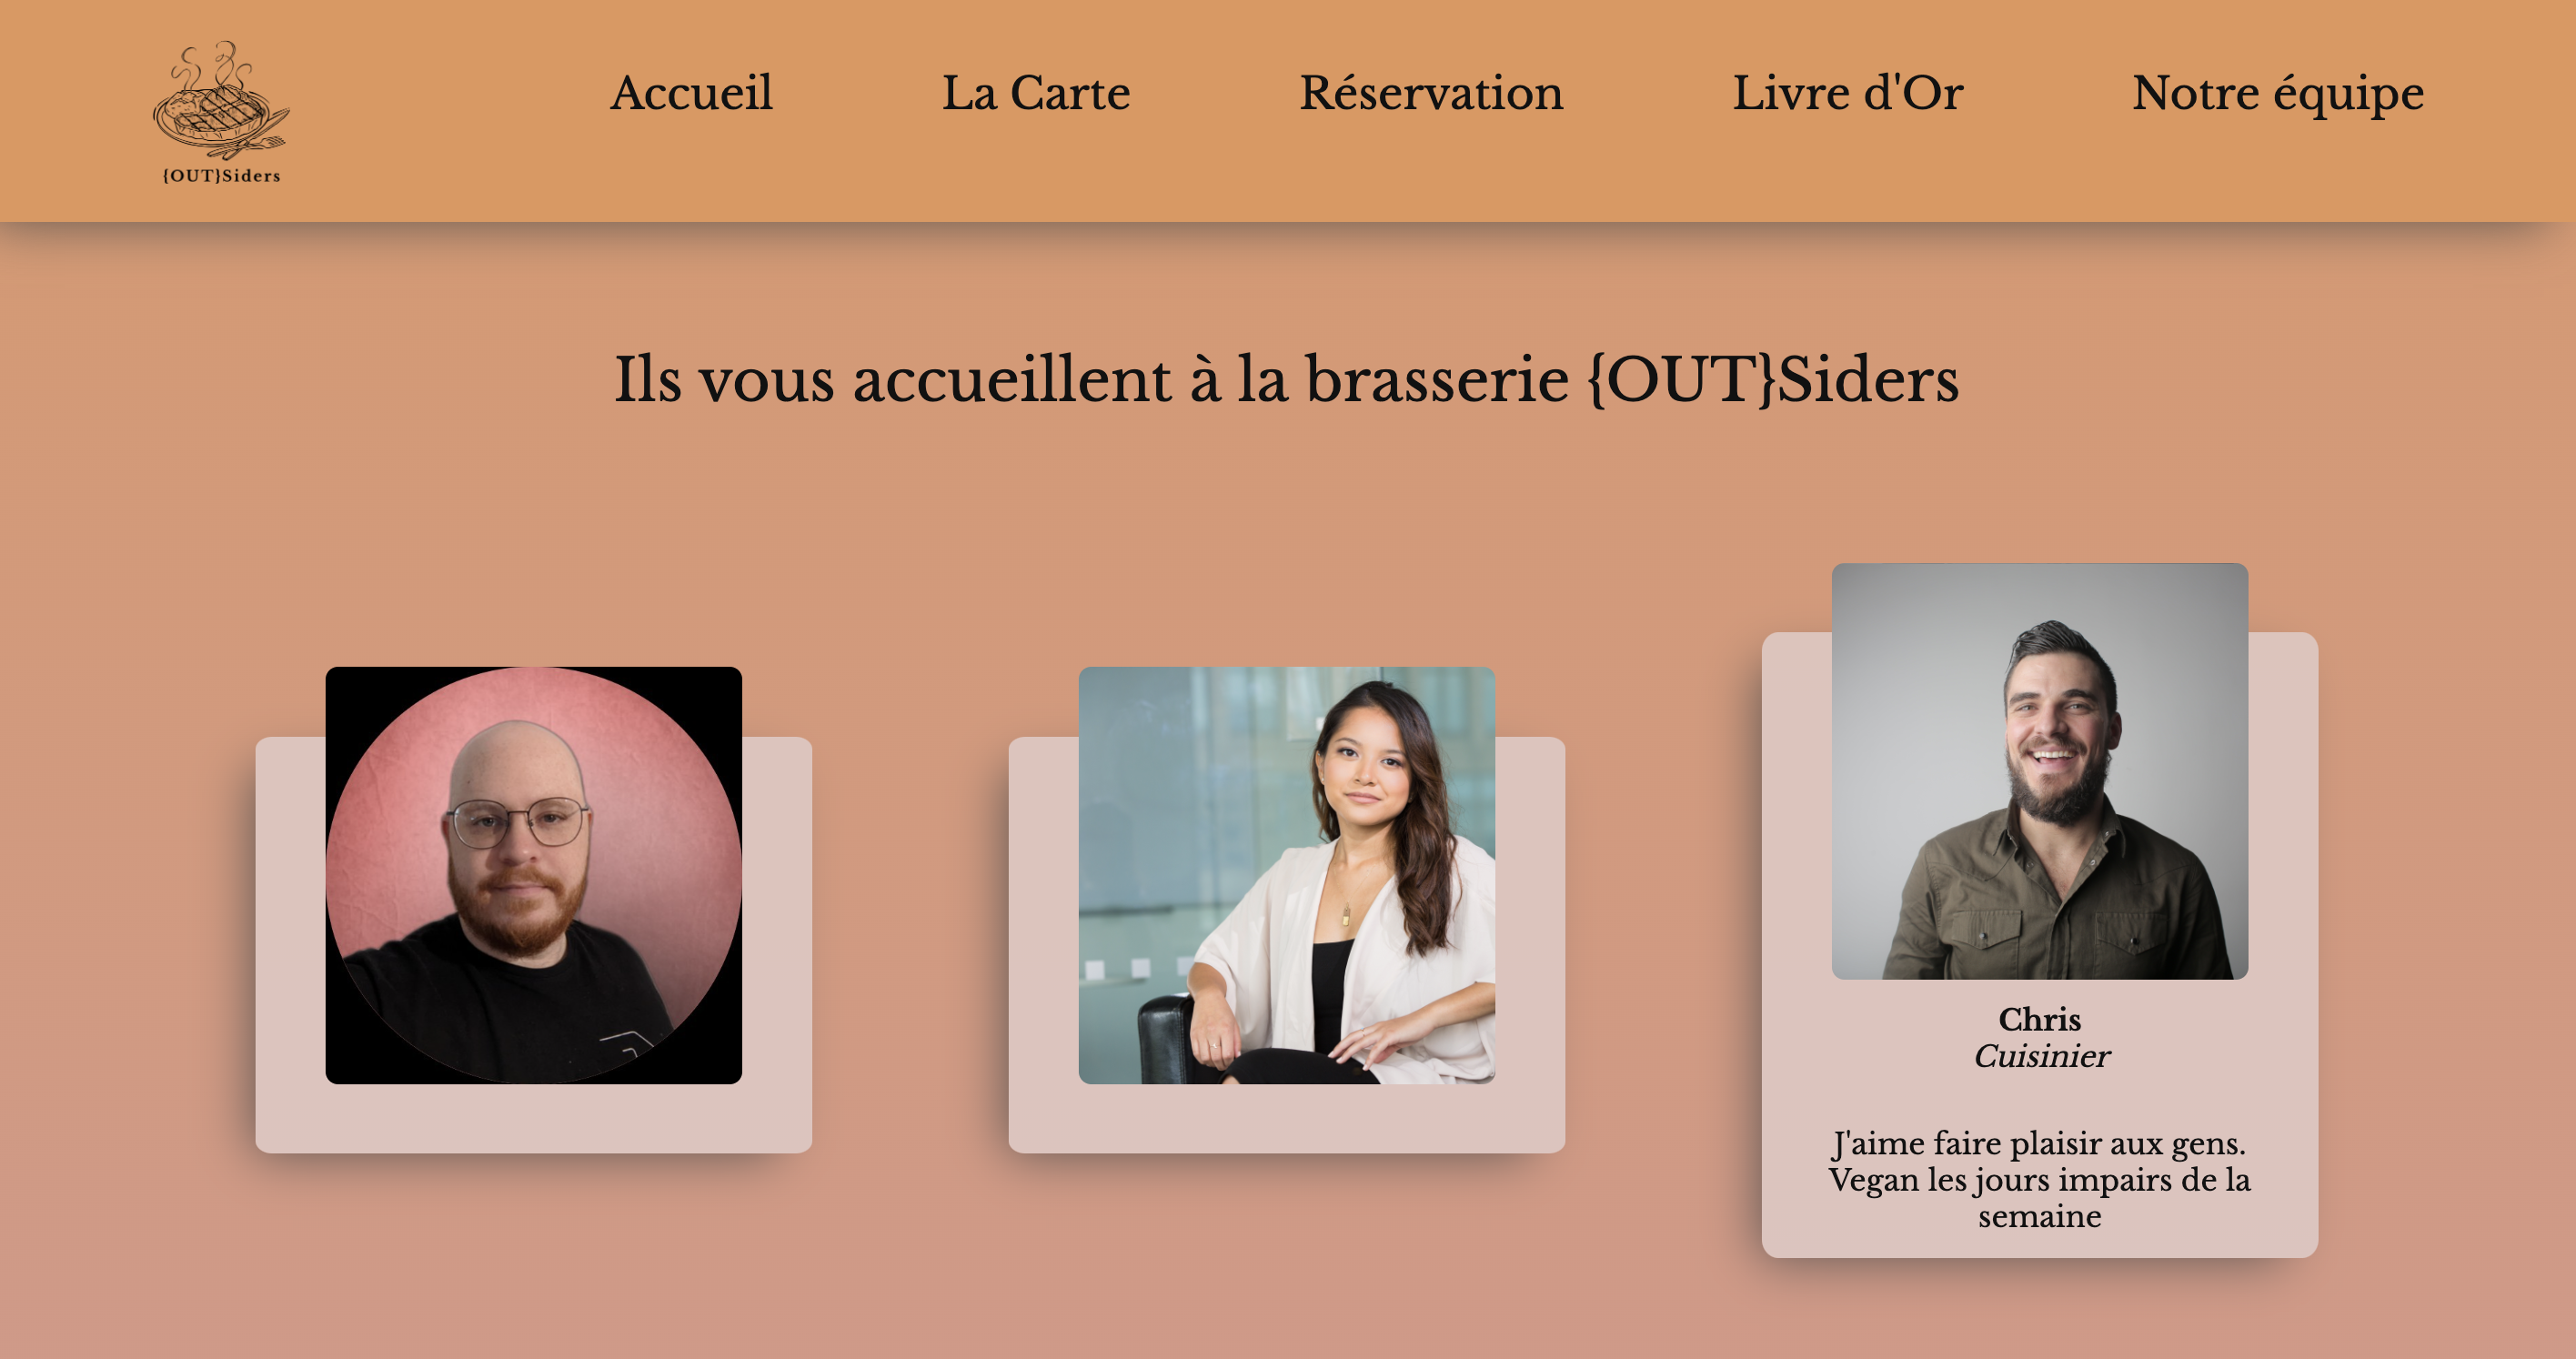 {OUT}Siders
Accueil
La Carte
Réservation
Livre d'Or
Notre équipe
Ils vous accueillent à la brasserie {OUT}Siders
Chris
Cuisinier
J'aime faire plaisir aux gens.
Vegan les jours impairs de la
semaine